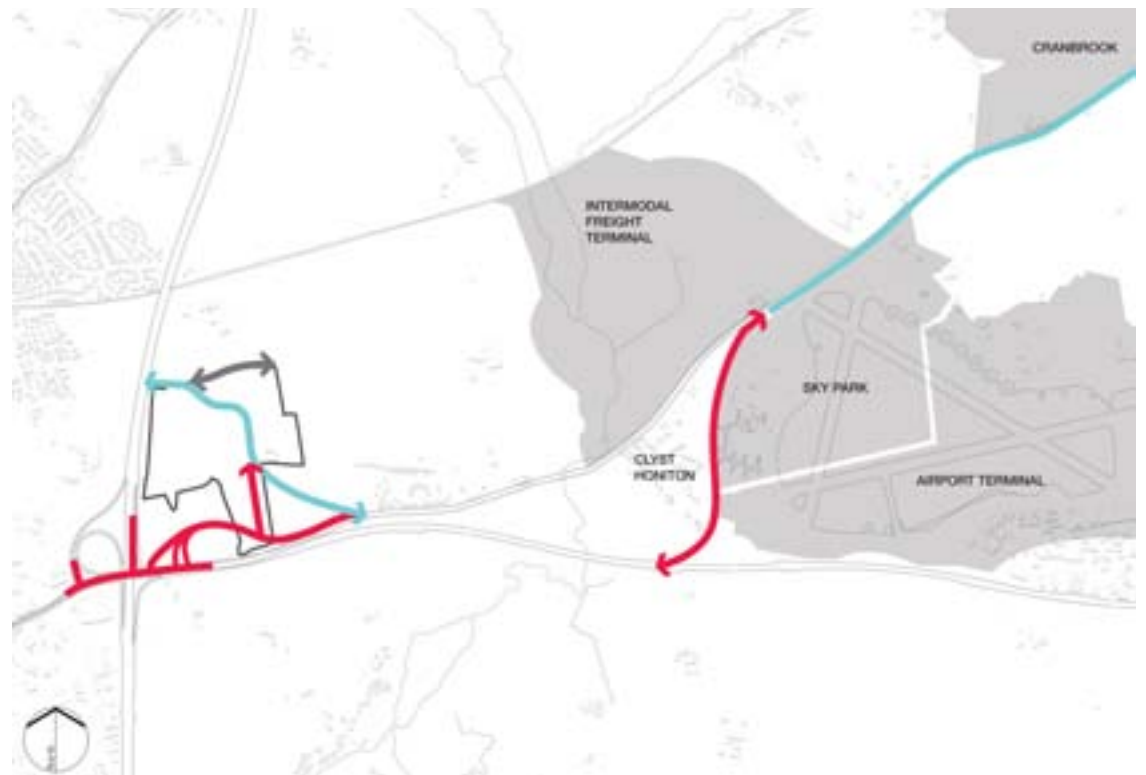 CRANBROOK
INTERMODAL
FREIGHT
TERMINAL
SKY PARK
CLYST
HONITON
AIRPORT TERMINAL